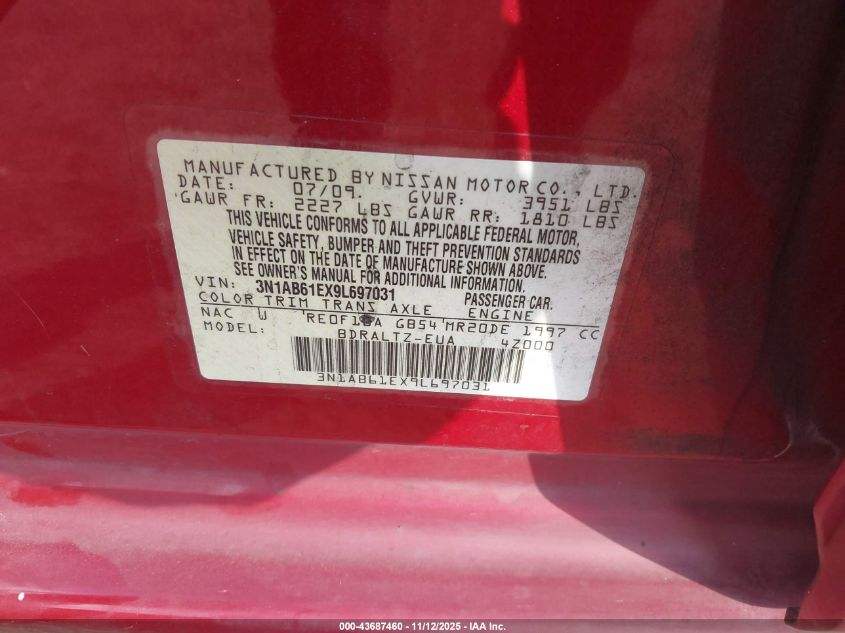 MANUFACTURED BY NISSAN MOTOR CO., LTD.
DATE: 07/09. GVWR: 3951 LBS
GAWR FR: 2227 LBS GAWR RR: 1810 LBS
THIS VEHICLE CONFORMS TO ALL APPLICABLE FEDERAL MOTOR,
VEHICLE SAFETY, BUMPER AND THEFT PREVENTION STANDARDS
IN EFFECT ON THE DATE OF MANUFACTURE SHOWN ABOVE.
SEE OWNER'S MANUAL FOR ADDITIONAL INFORMATION.
VIN: 3N1AB61EX9L697031 PASSENGER CAR.
COLOR TRIM TRANS AXLE ENGINE
NAC W GB54 MR20DE 1997 CC
MODEL: BDRALTZ-EUA 4Z000
3N1AB61EX9L697031
000-43687460 - 11/12/2025 - IAA Inc.